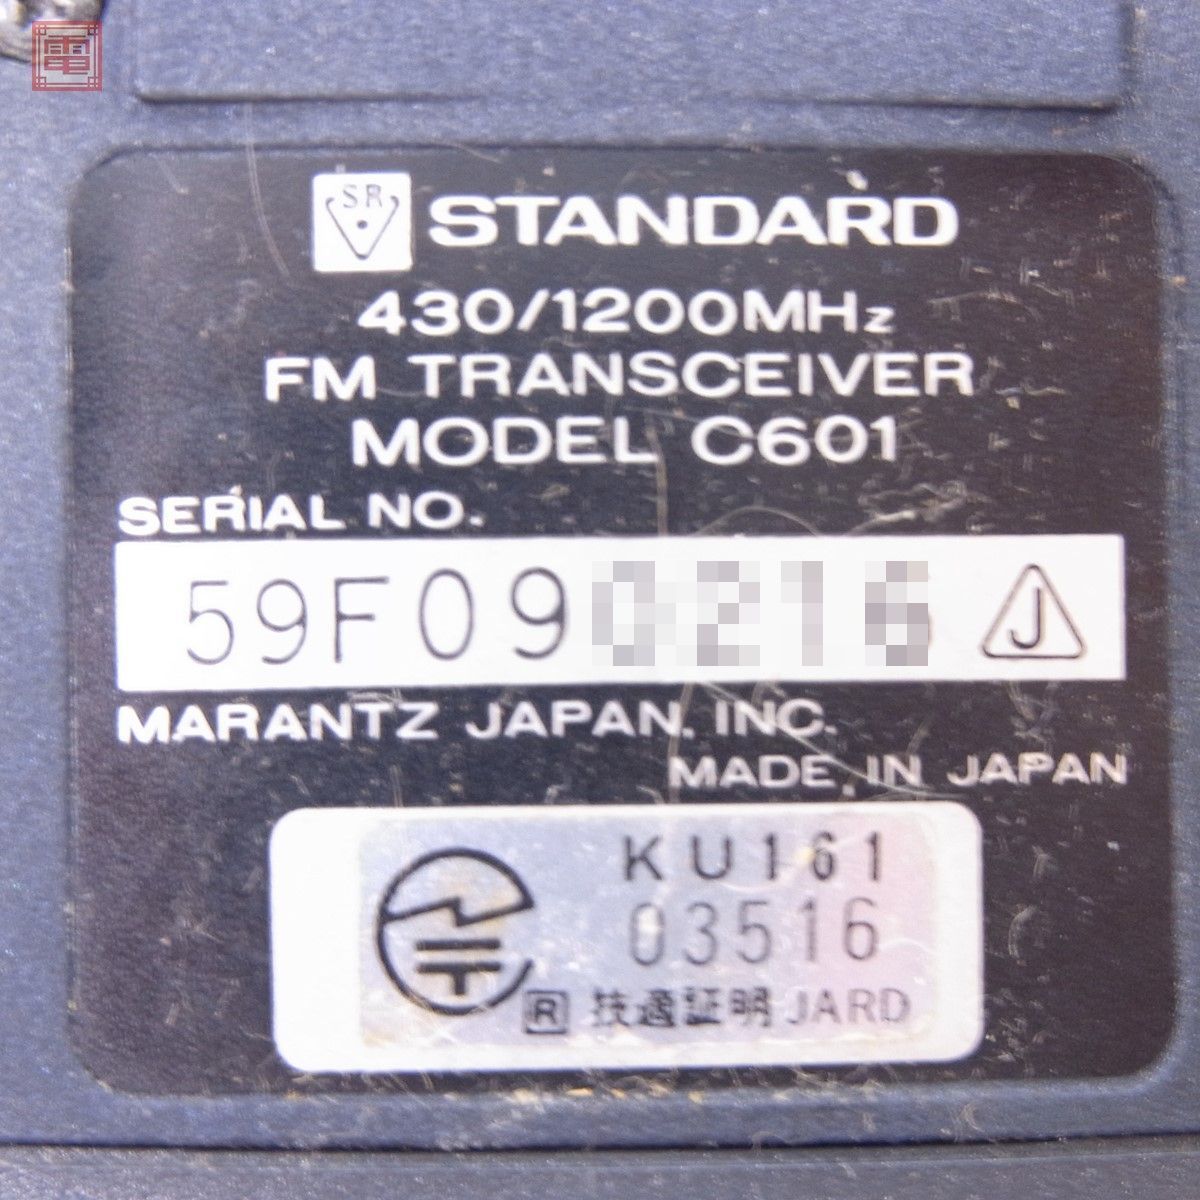 電
SR STANDARD
430/1200MHz
FM TRANSCEIVER
MODEL C601
SERIAL NO.
59F09 J
MARANTZ JAPAN, INC.
MADE IN JAPAN
KU161
03516
R 技適証明 JARD